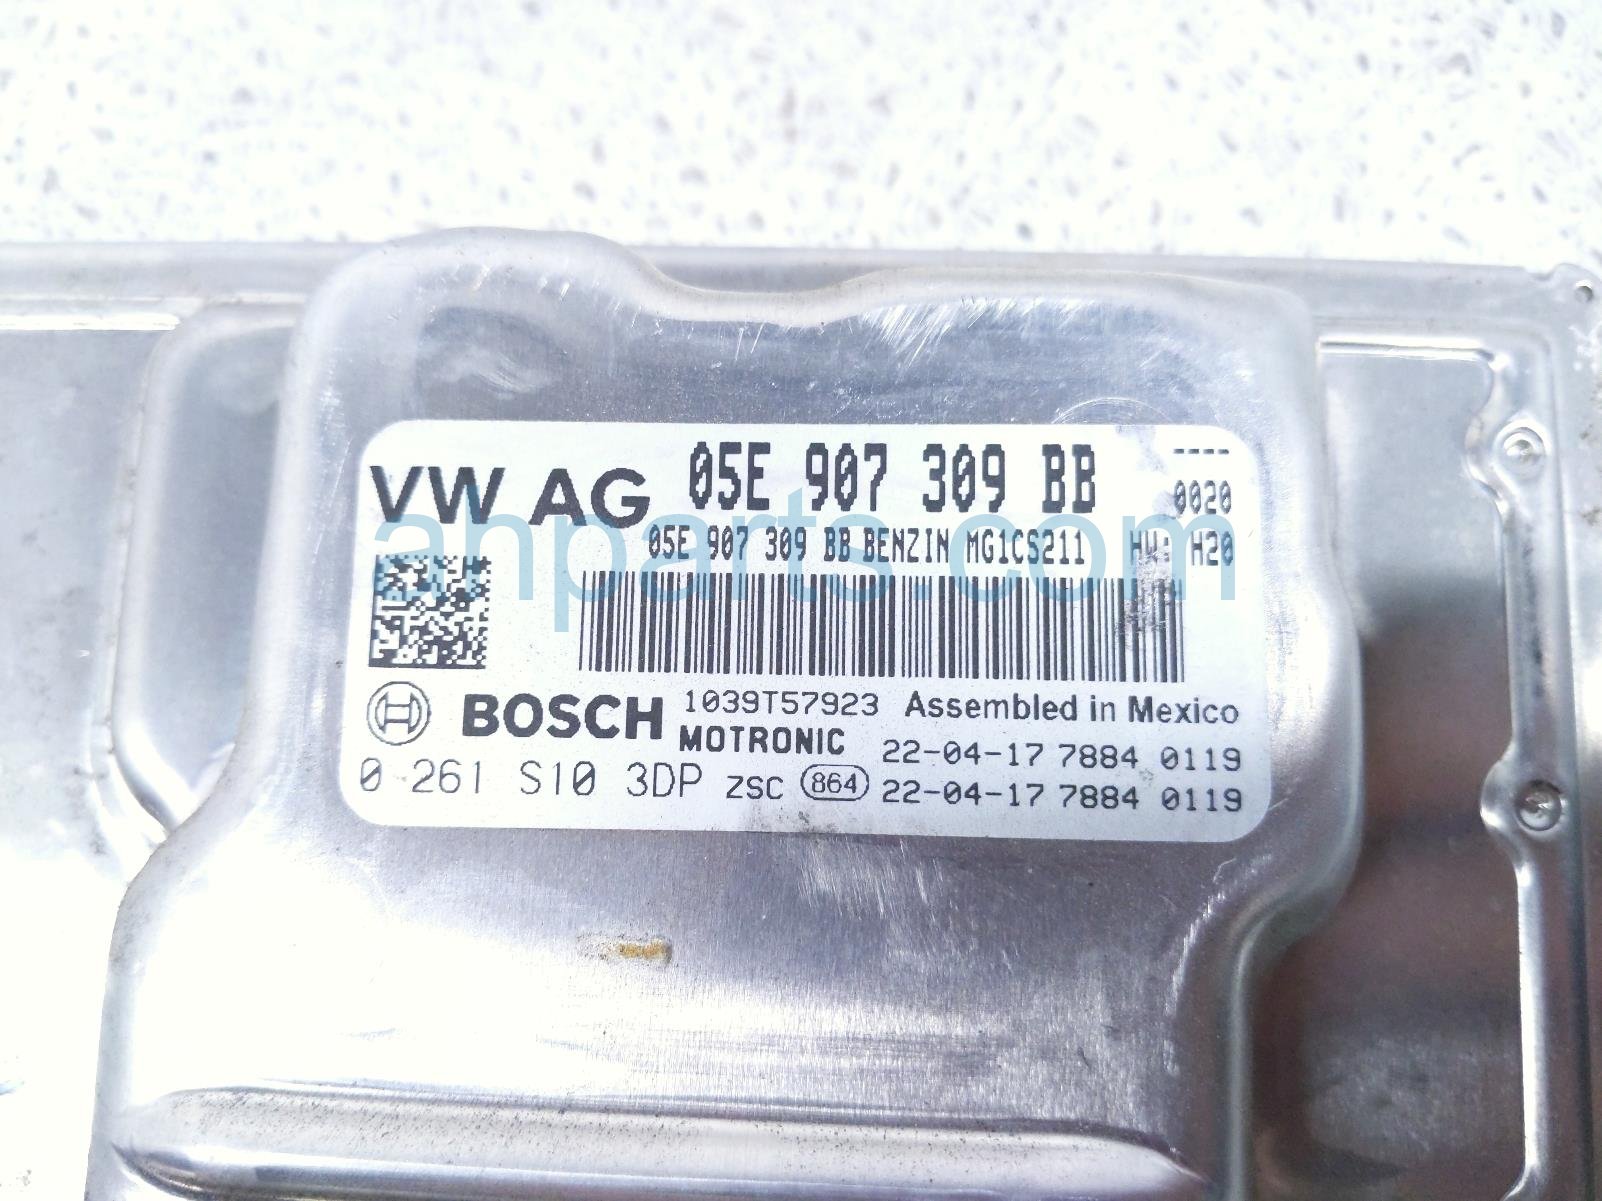 VW AG 05E 907 309 BB ----
0020
05E 907 309 BB BENZIN MG1CS211 HW: H20
BOSCH 1039T57923 Assembled in Mexico
MOTRONIC 22-04-17 7884 0119
0 261 S10 3DP ZSC 864 22-04-17 7884 0119
ahparts.com